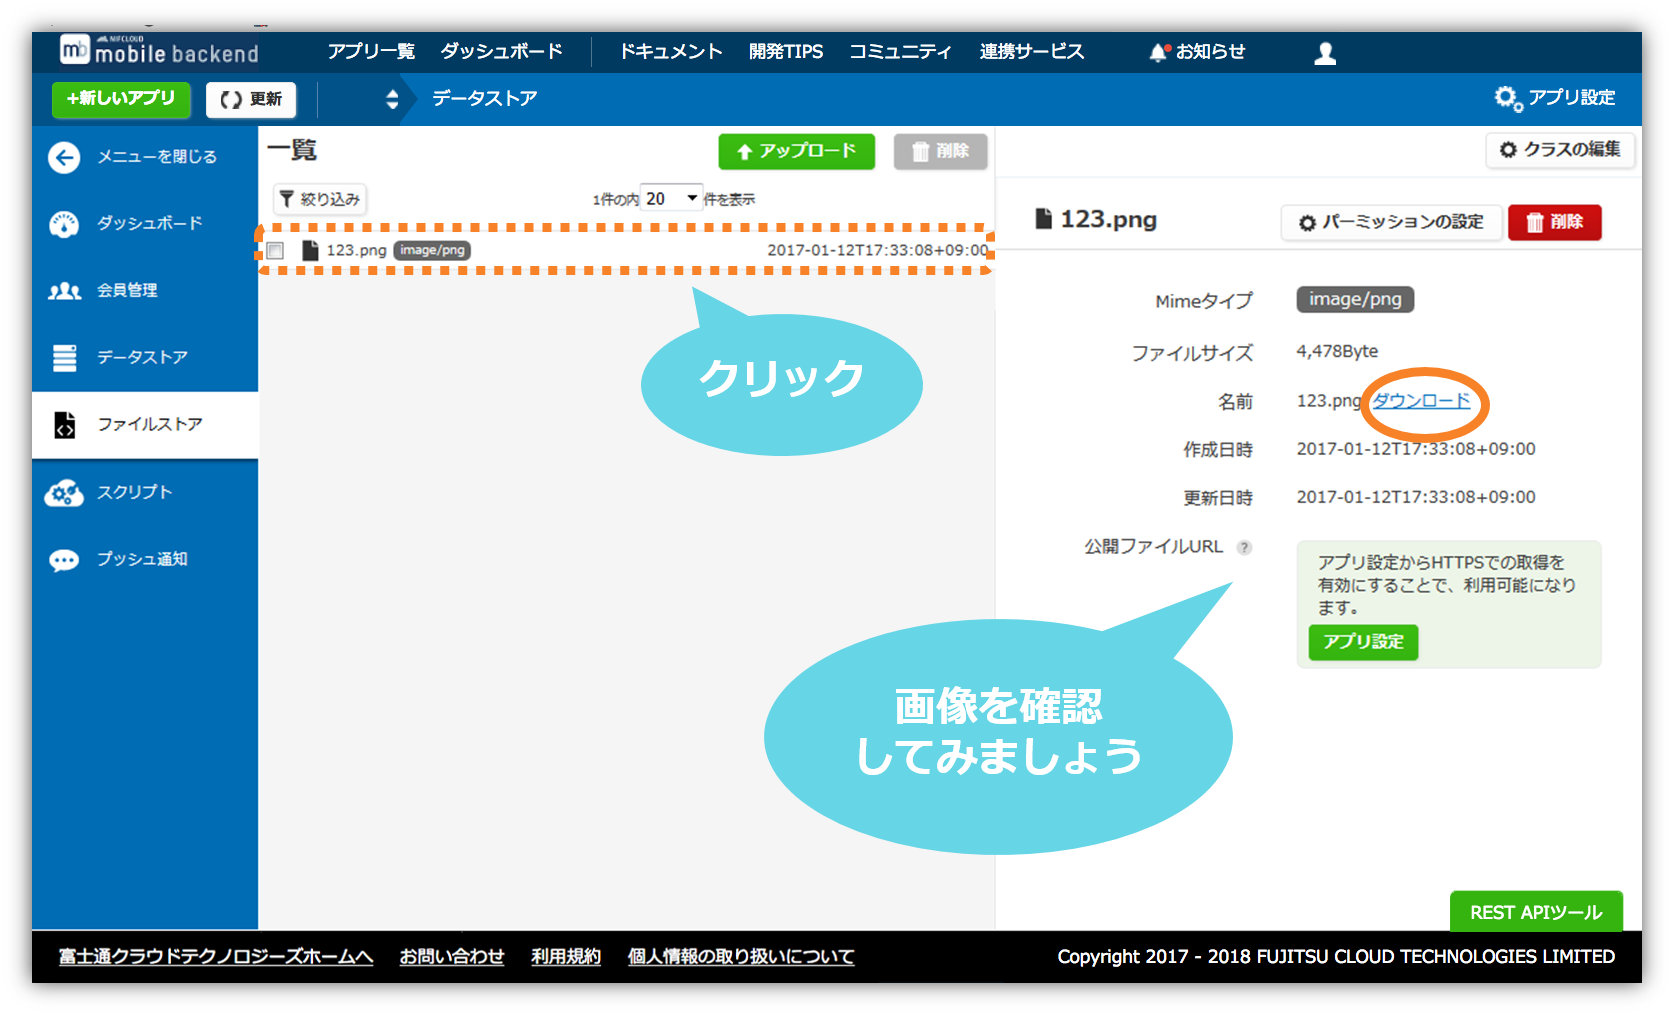 mb NIFCLOUD
mobile backend
アプリ一覧 ダッシュボード ドキュメント 開発TIPS コミュニティ 連携サービス お知らせ
+新しいアプリ 更新 データストア アプリ設定
メニューを閉じる
ダッシュボード
会員管理
データストア
ファイルストア
スクリプト
プッシュ通知
一覧 アップロード 削除
絞り込み 1件の内 20 件を表示
123.png image/png 2017-01-12T17:33:08+09:00
クリック
クラスの編集
123.png パーミッションの設定 削除
Mimeタイプ image/png
ファイルサイズ 4,478Byte
名前 123.png ダウンロード
作成日時 2017-01-12T17:33:08+09:00
更新日時 2017-01-12T17:33:08+09:00
公開ファイルURL ?
アプリ設定からHTTPSでの取得を
有効にすることで、利用可能になり
ます。
アプリ設定
画像を確認
してみましょう
REST APIツール
富士通クラウドテクノロジーズホームへ お問い合わせ 利用規約 個人情報の取り扱いについて Copyright 2017 - 2018 FUJITSU CLOUD TECHNOLOGIES LIMITED